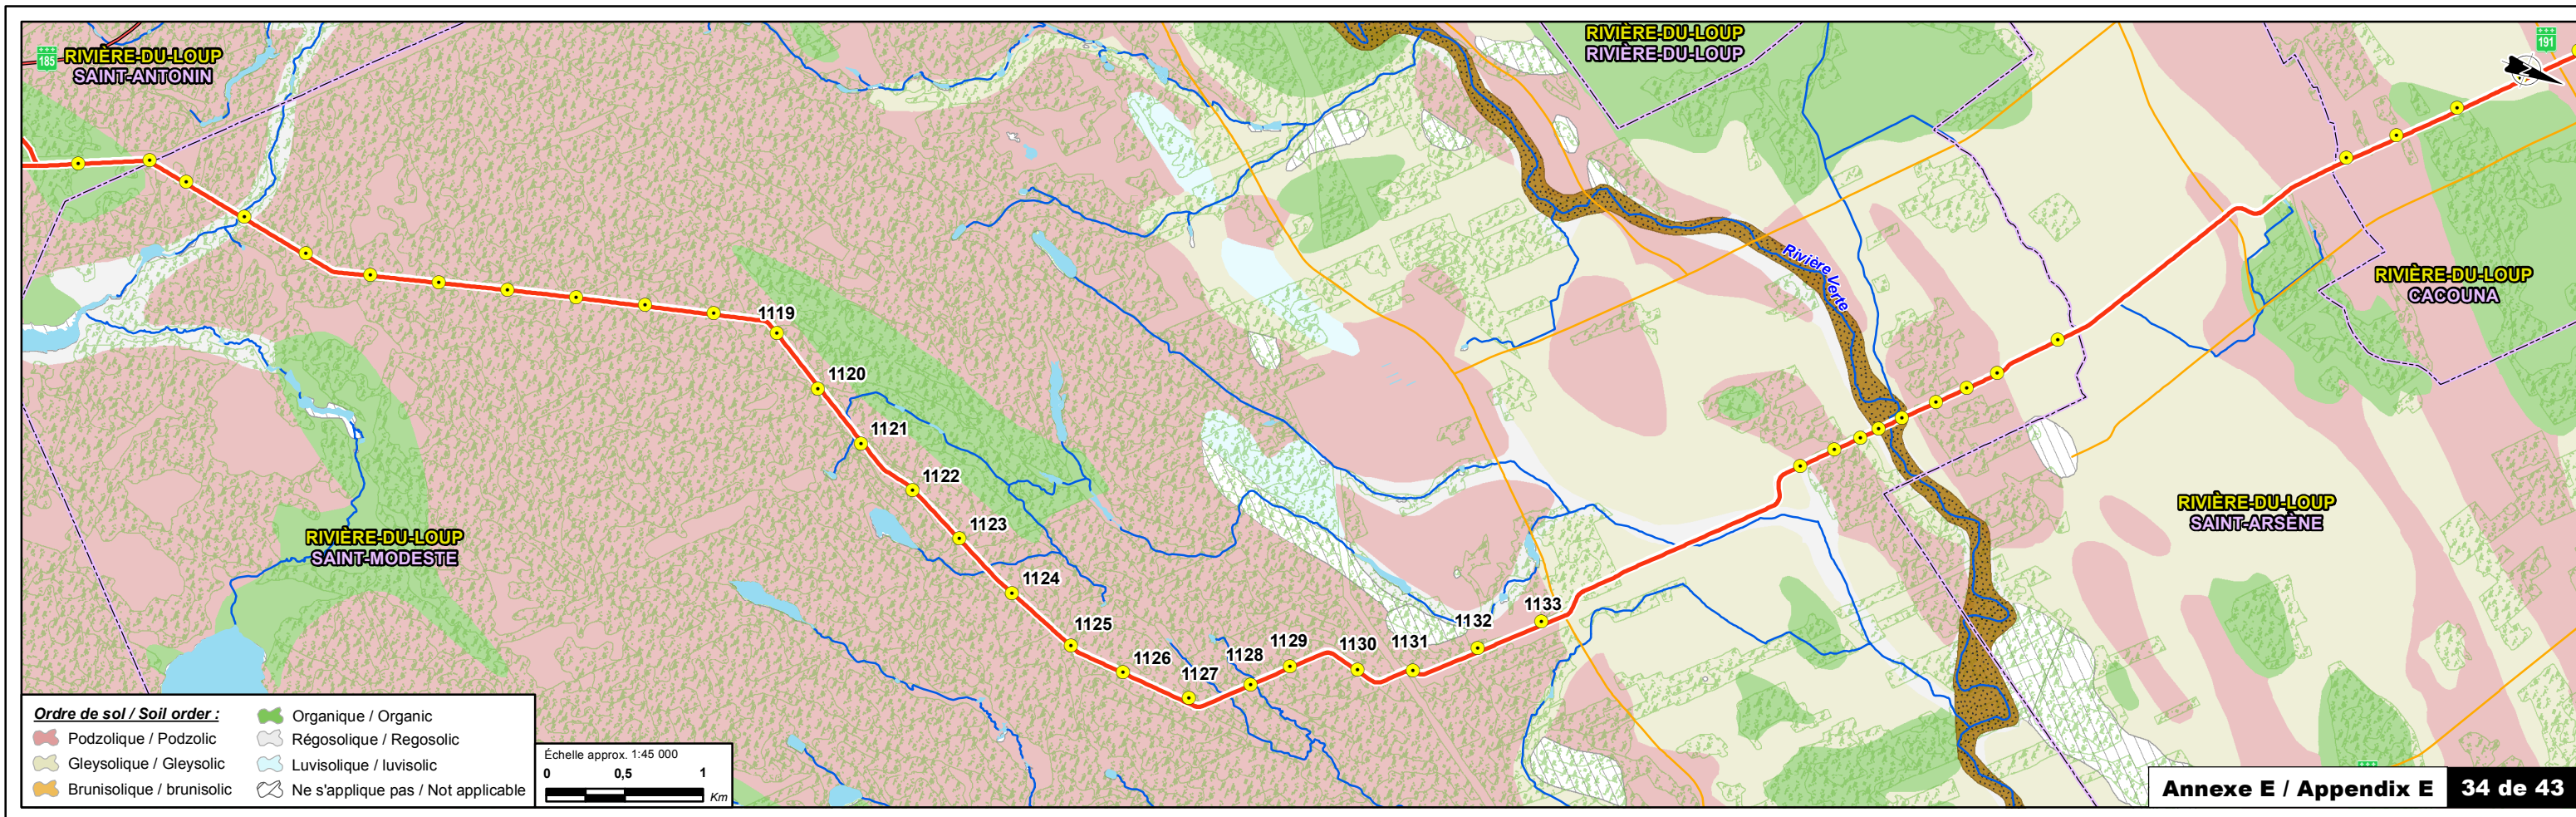 185
RIVIÈRE-DU-LOUP
SAINT-ANTONIN
RIVIÈRE-DU-LOUP
RIVIÈRE-DU-LOUP
191
N
Rivière Verte
RIVIÈRE-DU-LOUP
CACOUNA
1119
1120
1121
1122
1123
1124
1125
1126
1127
1128
1129
1130
1131
1132
1133
RIVIÈRE-DU-LOUP
SAINT-ARSÈNE
RIVIÈRE-DU-LOUP
SAINT-MODESTE
Ordre de sol / Soil order :
Podzolique / Podzolic
Gleysolique / Gleysolic
Brunisolique / brunisolic
Organique / Organic
Régosolique / Regosolic
Luvisolique / luvisolic
Ne s'applique pas / Not applicable
Échelle approx. 1:45 000
0 0,5 1
Km
Annexe E / Appendix E 34 de 43